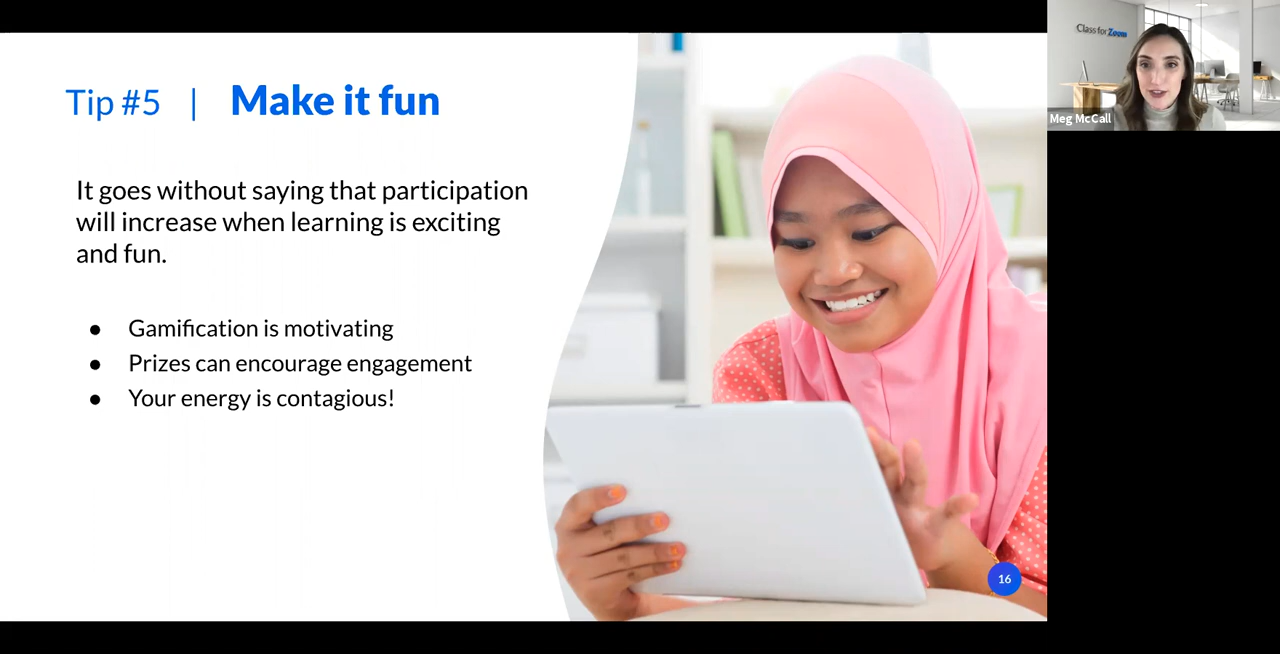 Tip #5 | Make it fun
It goes without saying that participation
will increase when learning is exciting
and fun.
● Gamification is motivating
● Prizes can encourage engagement
● Your energy is contagious!
16
Class for Zoom
Meg McCall